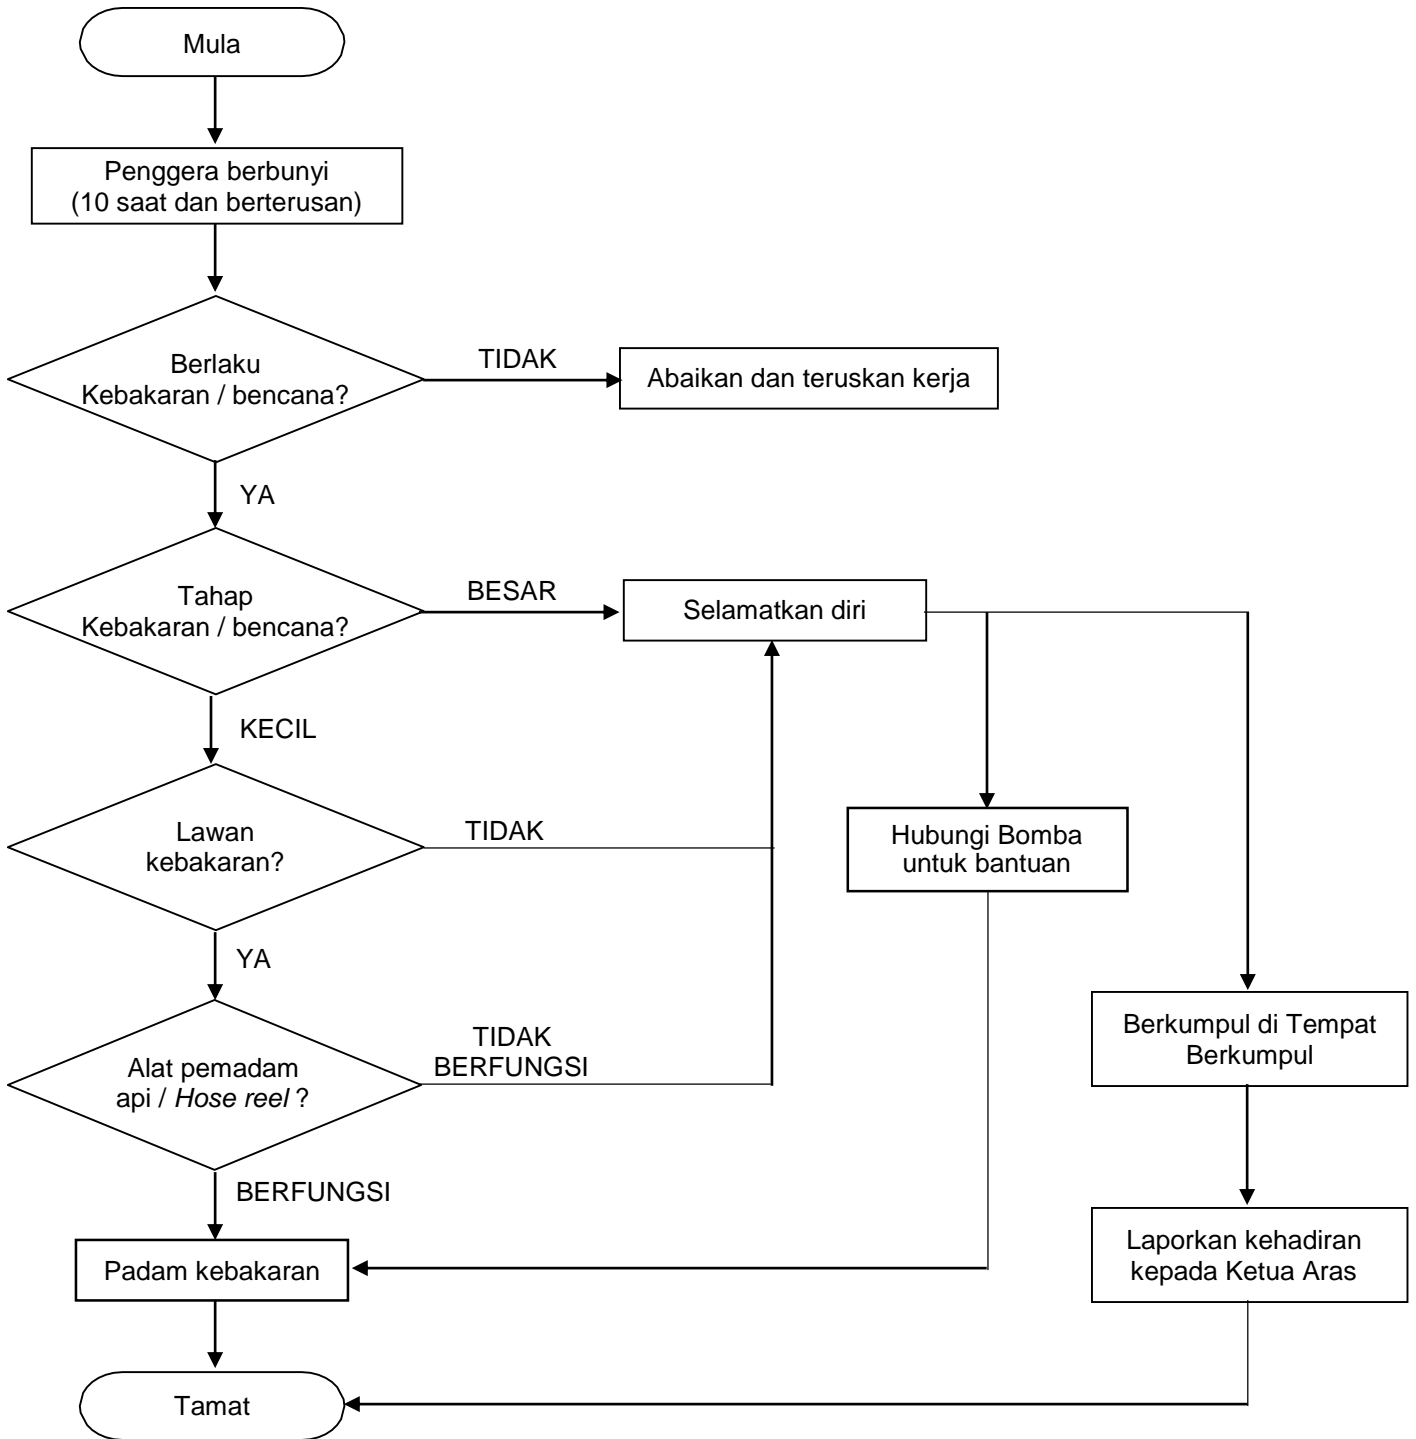 Mula
Penggera berbunyi
(10 saat dan berterusan)
Berlaku
Kebakaran / bencana?
TIDAK
Abaikan dan teruskan kerja
YA
Tahap
Kebakaran / bencana?
BESAR
Selamatkan diri
KECIL
Lawan
kebakaran?
TIDAK
Hubungi Bomba
untuk bantuan
YA
Alat pemadam
api / Hose reel ?
TIDAK
BERFUNGSI
Berkumpul di Tempat
Berkumpul
BERFUNGSI
Padam kebakaran
Laporkan kehadiran
kepada Ketua Aras
Tamat